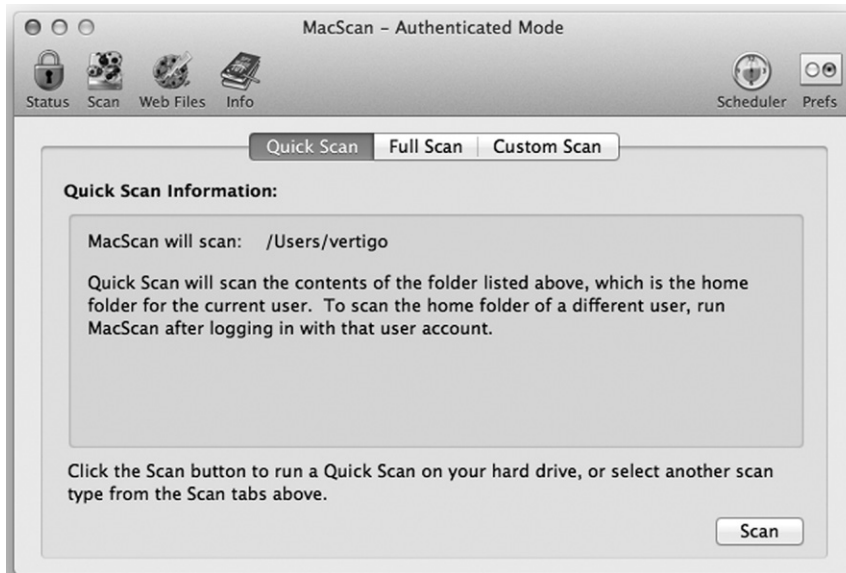 MacScan – Authenticated Mode
Status Scan Web Files Info Scheduler Prefs
Quick Scan Full Scan Custom Scan
Quick Scan Information:
MacScan will scan: /Users/vertigo
Quick Scan will scan the contents of the folder listed above, which is the home
folder for the current user. To scan the home folder of a different user, run
MacScan after logging in with that user account.
Click the Scan button to run a Quick Scan on your hard drive, or select another scan
type from the Scan tabs above.
Scan